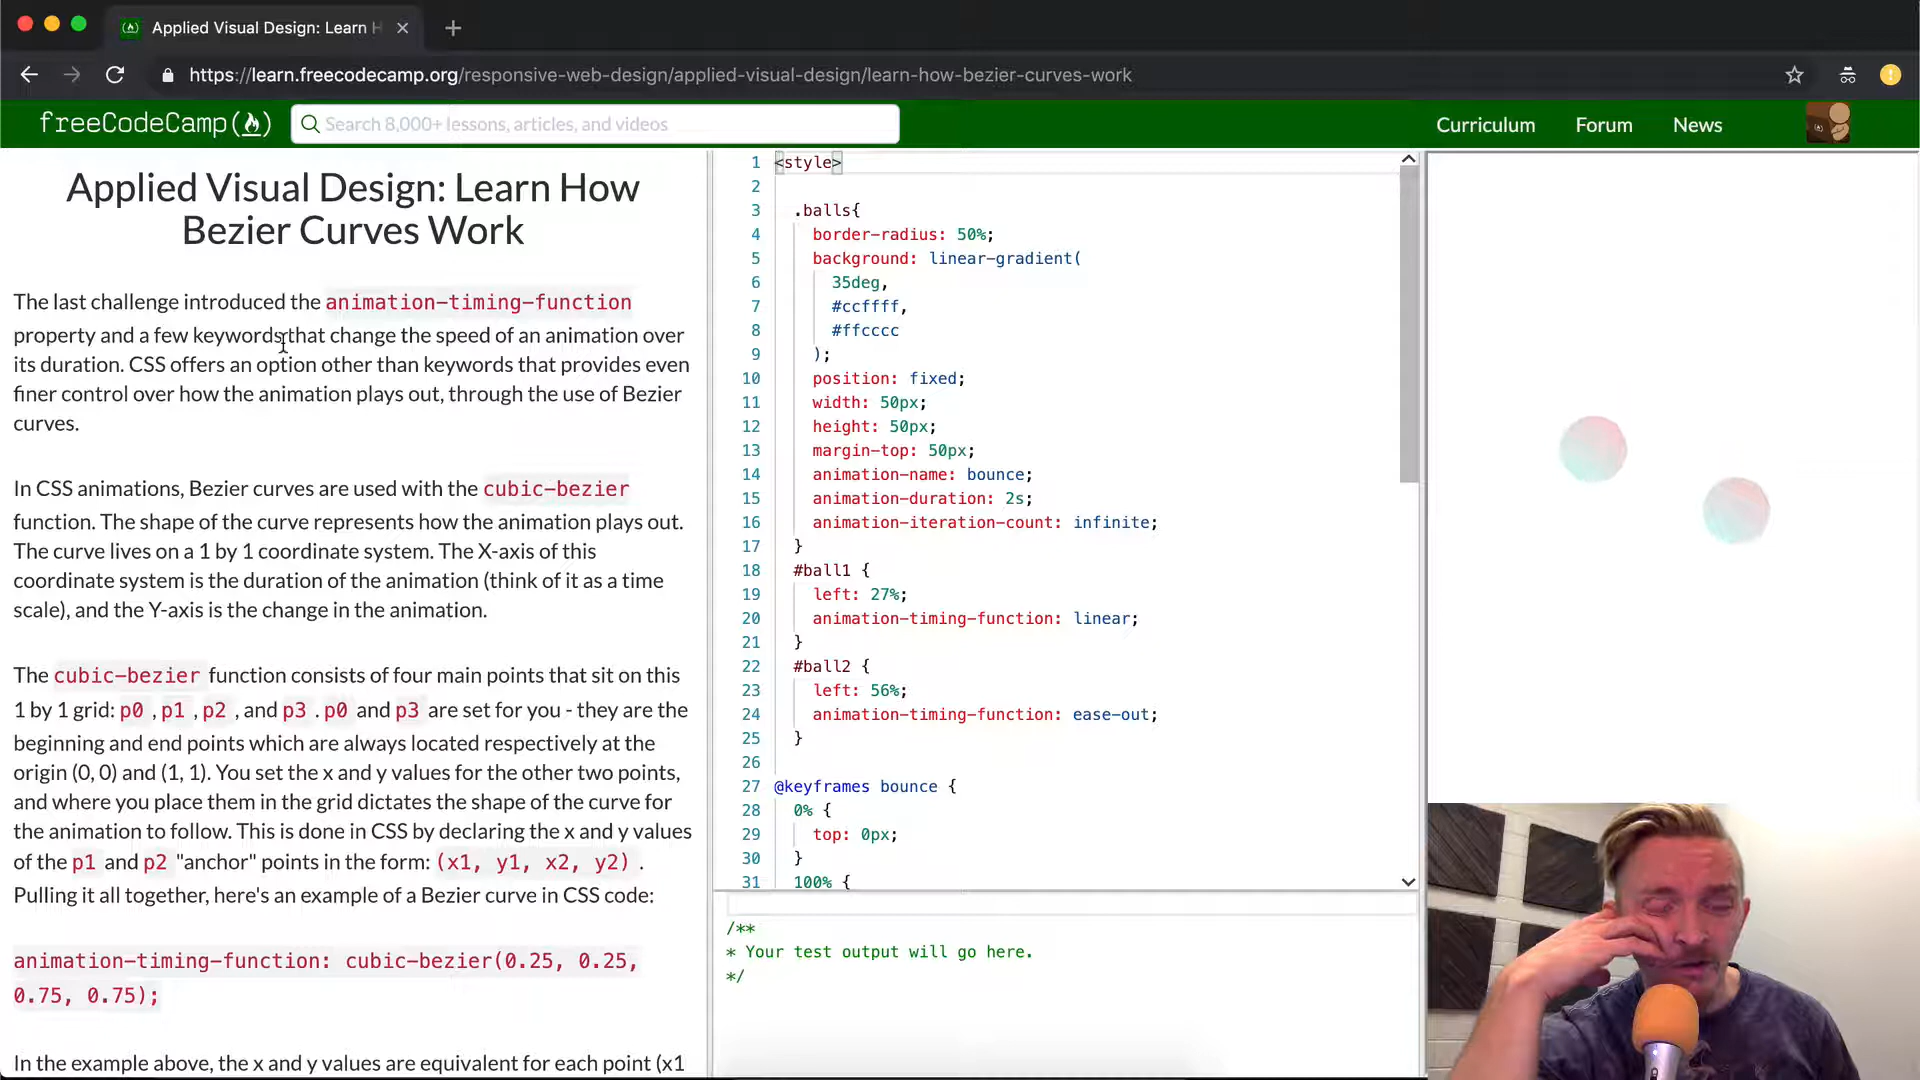 Applied Visual Design: Learn H
https://learn.freecodecamp.org/responsive-web-design/applied-visual-design/learn-how-bezier-curves-work
freeCodeCamp
Search 8,000+ lessons, articles, and videos
Curriculum
Forum
News
Applied Visual Design: Learn How
Bezier Curves Work
The last challenge introduced the animation-timing-function
property and a few keywords that change the speed of an animation over
its duration. CSS offers an option other than keywords that provides even
finer control over how the animation plays out, through the use of Bezier
curves.
In CSS animations, Bezier curves are used with the cubic-bezier
function. The shape of the curve represents how the animation plays out.
The curve lives on a 1 by 1 coordinate system. The X-axis of this
coordinate system is the duration of the animation (think of it as a time
scale), and the Y-axis is the change in the animation.
The cubic-bezier function consists of four main points that sit on this
1 by 1 grid: p0 , p1 , p2 , and p3 . p0 and p3 are set for you - they are the
beginning and end points which are always located respectively at the
origin (0, 0) and (1, 1). You set the x and y values for the other two points,
and where you place them in the grid dictates the shape of the curve for
the animation to follow. This is done in CSS by declaring the x and y values
of the p1 and p2 "anchor" points in the form: (x1, y1, x2, y2) .
Pulling it all together, here's an example of a Bezier curve in CSS code:
animation-timing-function: cubic-bezier(0.25, 0.25,
0.75, 0.75);
In the example above, the x and y values are equivalent for each point (x1
1 <style>
2
3 .balls{
4 border-radius: 50%;
5 background: linear-gradient(
6 35deg,
7 #ccffff,
8 #ffcccc
9 );
10 position: fixed;
11 width: 50px;
12 height: 50px;
13 margin-top: 50px;
14 animation-name: bounce;
15 animation-duration: 2s;
16 animation-iteration-count: infinite;
17 }
18 #ball1 {
19 left: 27%;
20 animation-timing-function: linear;
21 }
22 #ball2 {
23 left: 56%;
24 animation-timing-function: ease-out;
25 }
26
27 @keyframes bounce {
28 0% {
29 top: 0px;
30 }
31 100% {
/**
* Your test output will go here.
*/